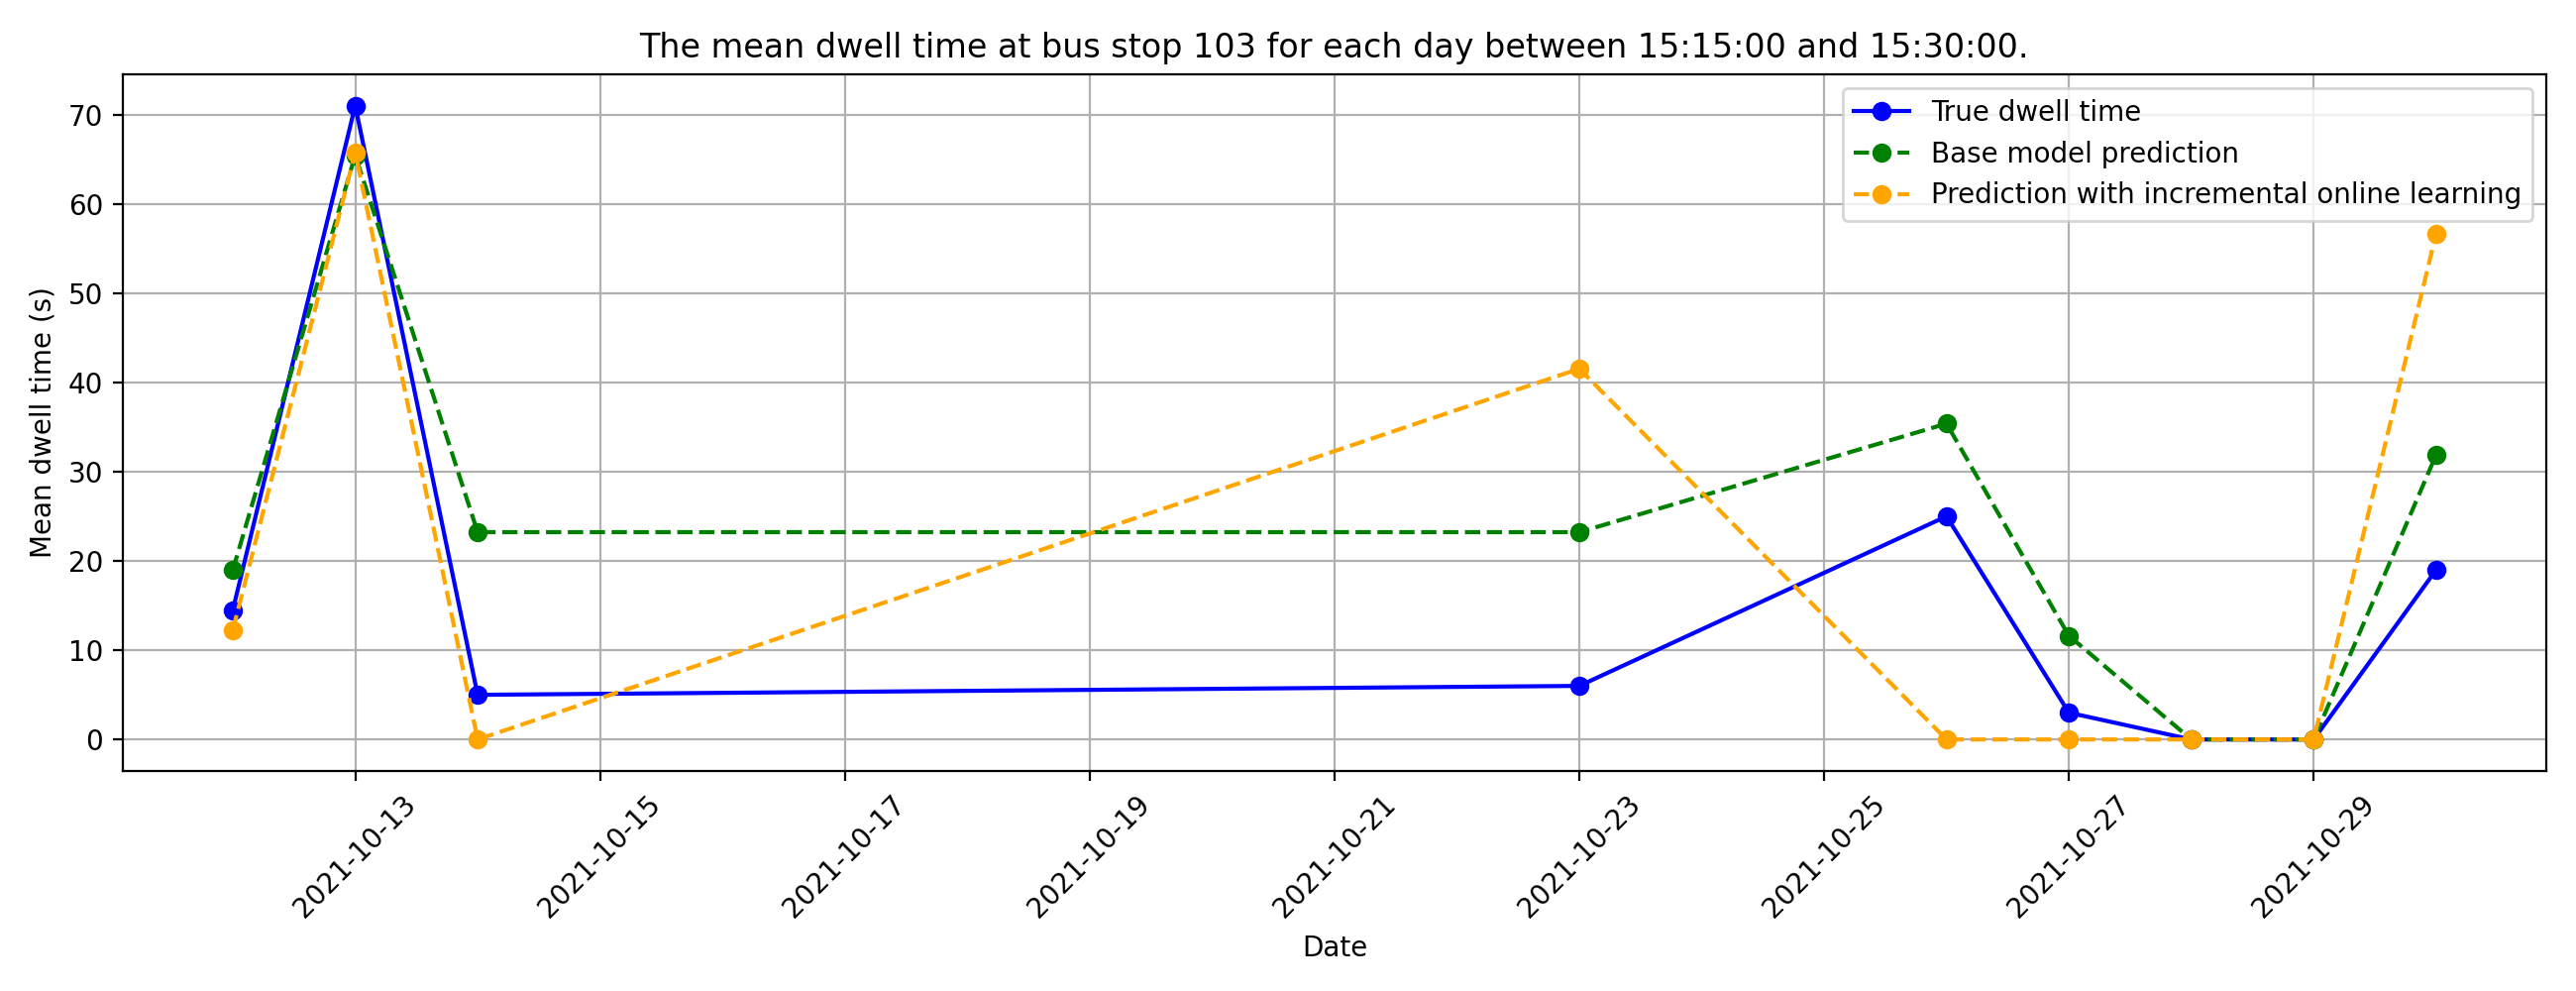 The mean dwell time at bus stop 103 for each day between 15:15:00 and 15:30:00.
True dwell time
Base model prediction
Prediction with incremental online learning
Mean dwell time (s)
70
60
50
40
30
20
10
0
2021-10-13
2021-10-15
2021-10-17
2021-10-19
2021-10-21
2021-10-23
2021-10-25
2021-10-27
2021-10-29
Date